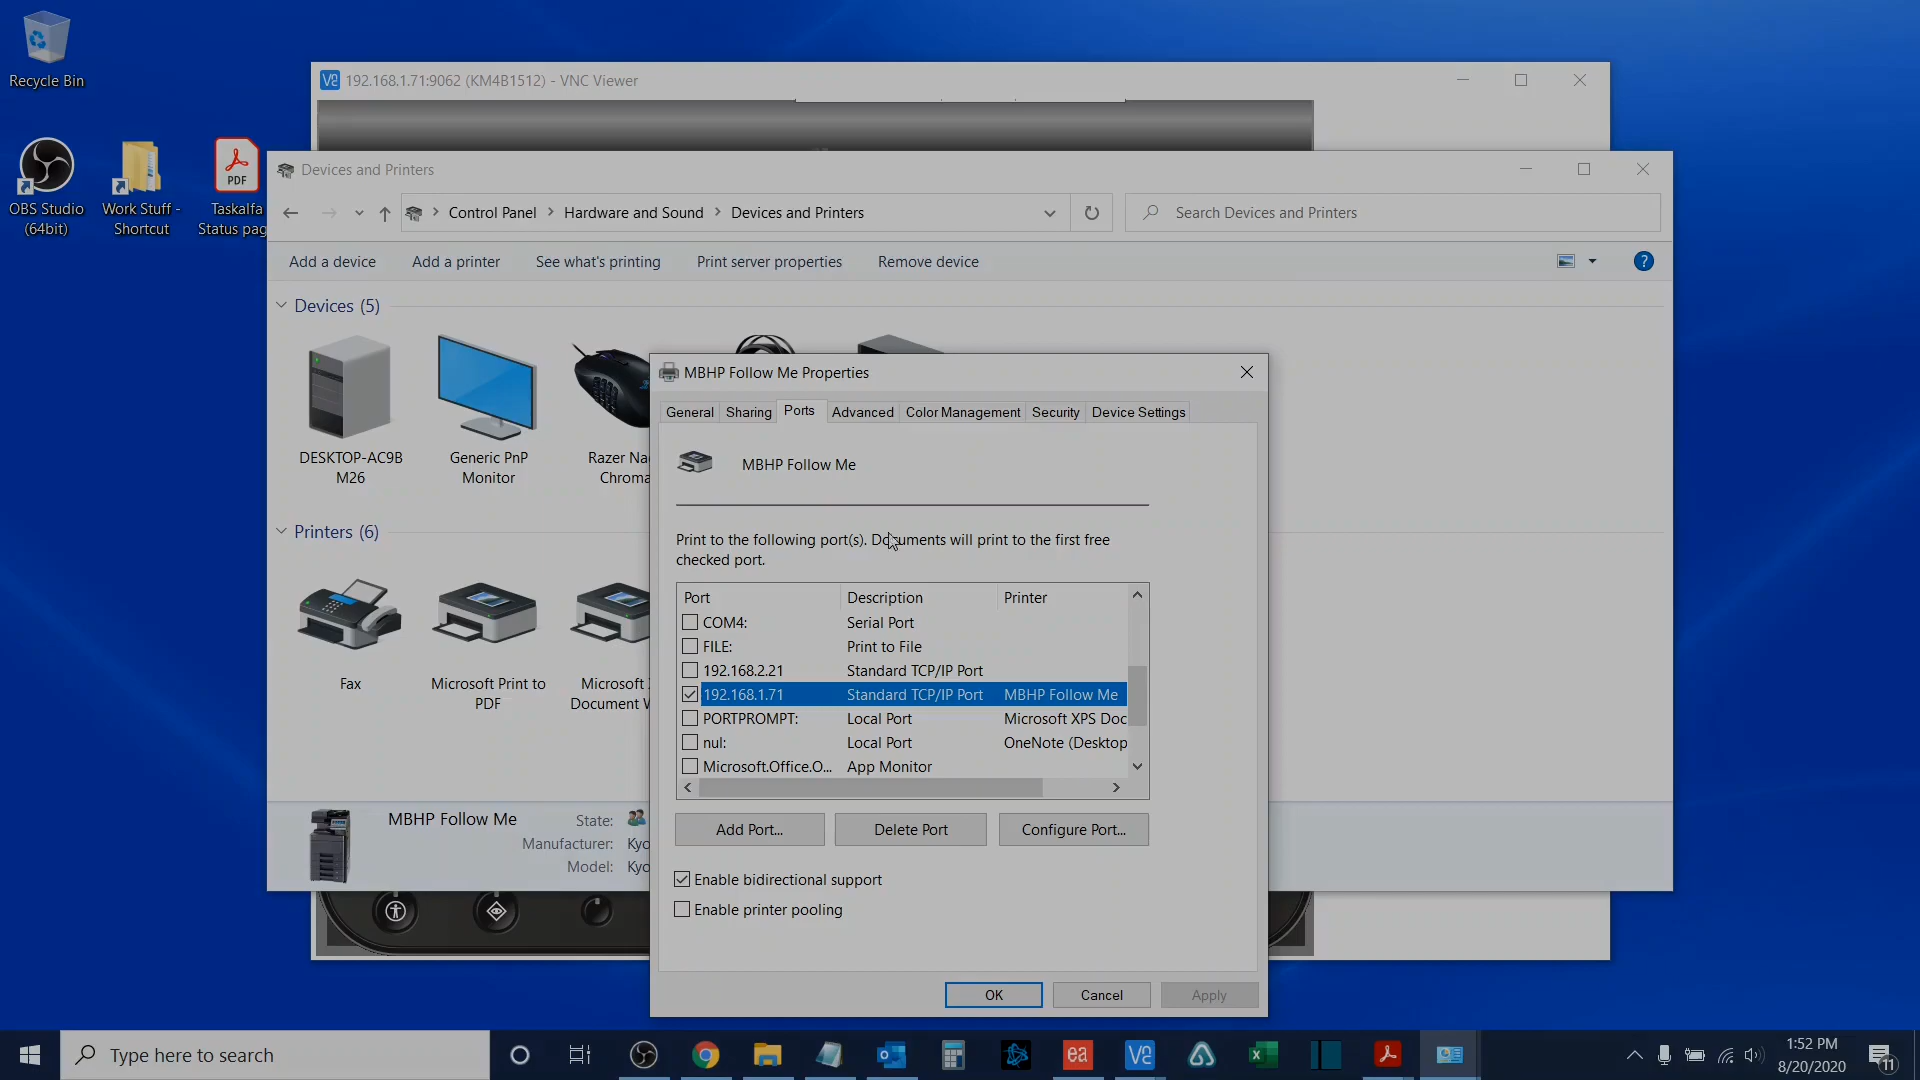 Recycle Bin
OBS Studio
(64bit)
Work Stuff -
Shortcut
PDF
Taskalfa
Status pag
V2 192.168.1.71:9062 (KM4B1512) - VNC Viewer
Devices and Printers
Control Panel > Hardware and Sound > Devices and Printers
Search Devices and Printers
Add a device
Add a printer
See what's printing
Print server properties
Remove device
?
Devices (5)
DESKTOP-AC9B
M26
Generic PnP
Monitor
Razer Na
Chroma
Printers (6)
Fax
Microsoft Print to
PDF
Microsoft
Document W
MBHP Follow Me
State:
Manufacturer: Kyo
Model: Kyo
MBHP Follow Me Properties
General
Sharing
Ports
Advanced
Color Management
Security
Device Settings
MBHP Follow Me
Print to the following port(s). Documents will print to the first free
checked port.
Port Description Printer
COM4: Serial Port
FILE: Print to File
192.168.2.21 Standard TCP/IP Port
192.168.1.71 Standard TCP/IP Port MBHP Follow Me
PORTPROMPT: Local Port Microsoft XPS Doc
nul: Local Port OneNote (Desktop
Microsoft.Office.O... App Monitor
Add Port...
Delete Port
Configure Port...
Enable bidirectional support
Enable printer pooling
OK
Cancel
Apply
Type here to search
ea
V2
1:52 PM
8/20/2020
11